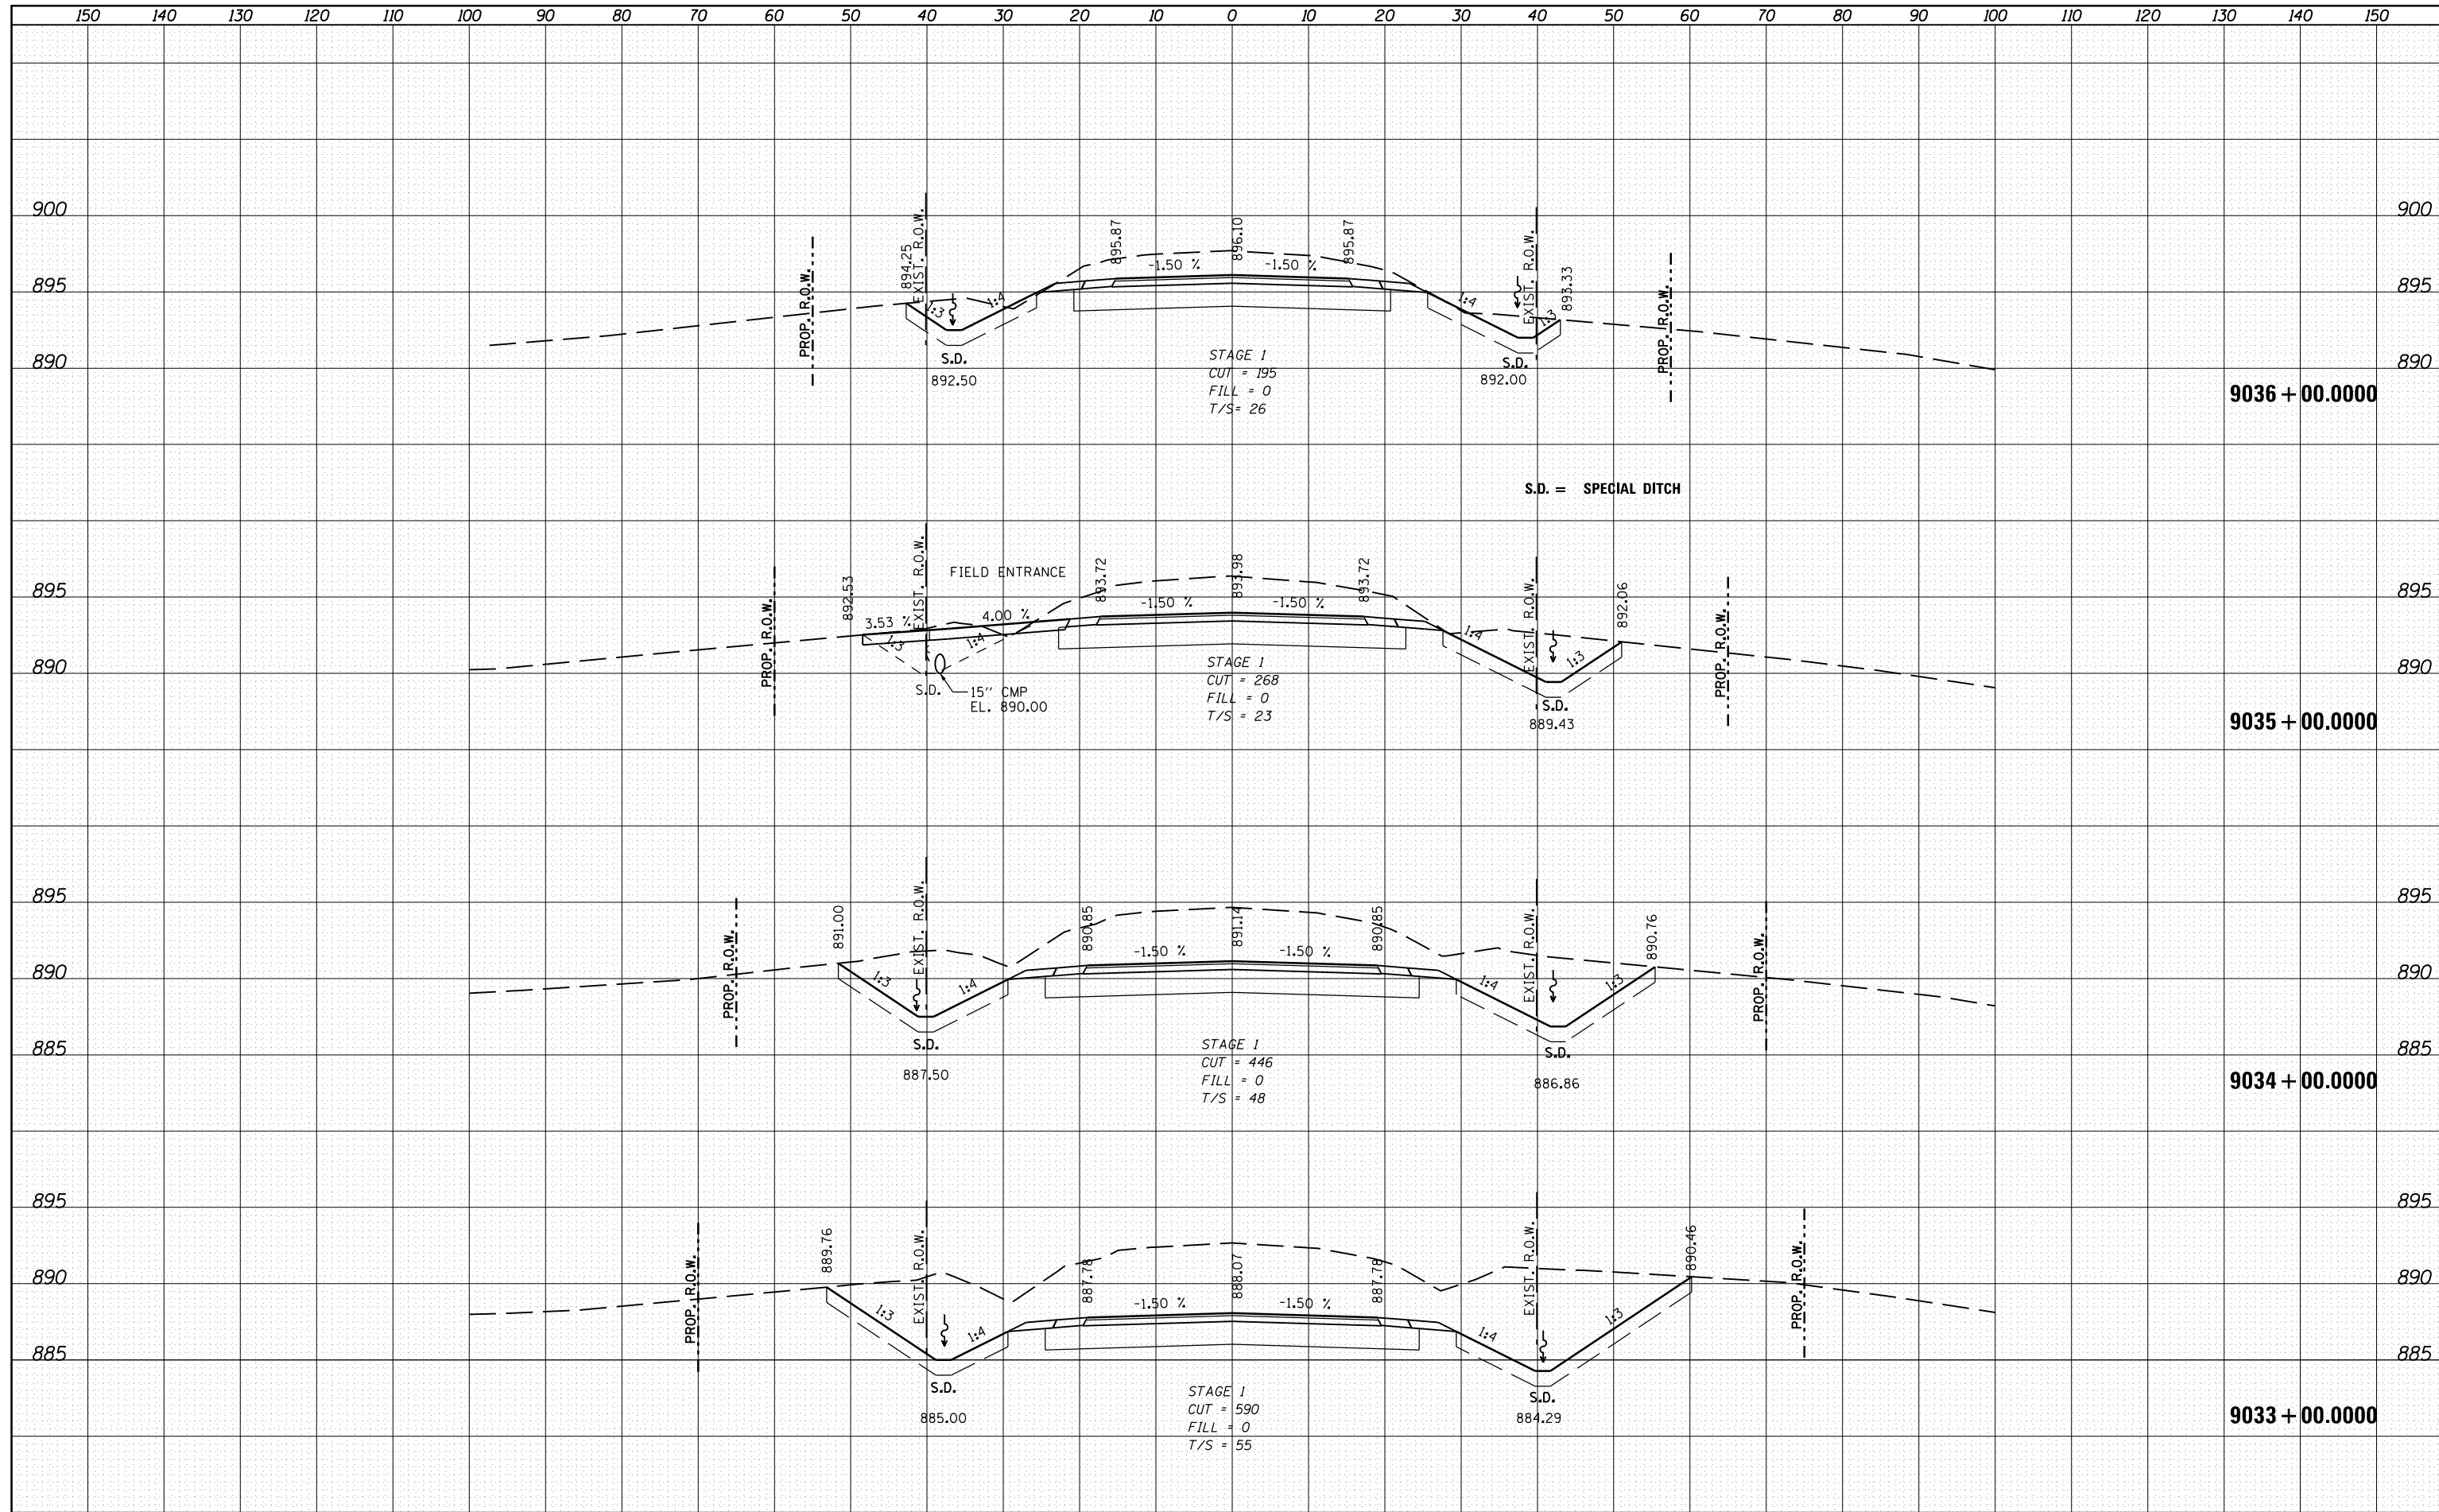 150 140 130 120 110 100 90 80 70 60 50 40 30 20 10 0 10 20 30 40 50 60 70 80 90 100 110 120 130 140 150
900 900
895 895
890 890
PROP. R.O.W.
894.25
EXIST. R.O.W.
895.87
896.10
895.87
EXIST. R.O.W.
893.33
PROP. R.O.W.
-1.50 % -1.50 %
1:3 1:4 1:4 1:3
S.D.
892.50
S.D.
892.00
STAGE 1
CUT = 195
FILL = 0
T/S= 26
9036+00.0000
S.D. = SPECIAL DITCH
895 895
890 890
PROP. R.O.W.
892.53
EXIST. R.O.W.
FIELD ENTRANCE
893.72
893.98
893.72
EXIST. R.O.W.
892.06
PROP. R.O.W.
3.53 % 4.00 % -1.50 % -1.50 %
1:3 1:4 1:4 1:3
S.D.
15" CMP
EL. 890.00
S.D.
889.43
STAGE 1
CUT = 268
FILL = 0
T/S = 23
9035+00.0000
895 895
890 890
885 885
PROP. R.O.W.
891.00
EXIST. R.O.W.
890.85
891.14
890.85
EXIST. R.O.W.
890.76
PROP. R.O.W.
-1.50 % -1.50 %
1:3 1:4 1:4 1:3
S.D.
887.50
S.D.
886.86
STAGE 1
CUT = 446
FILL = 0
T/S = 48
9034+00.0000
895 895
890 890
885 885
PROP. R.O.W.
889.76
EXIST. R.O.W.
887.78
888.07
887.78
EXIST. R.O.W.
890.46
PROP. R.O.W.
-1.50 % -1.50 %
1:3 1:4 1:4 1:3
S.D.
885.00
S.D.
884.29
STAGE 1
CUT = 590
FILL = 0
T/S = 55
9033+00.0000